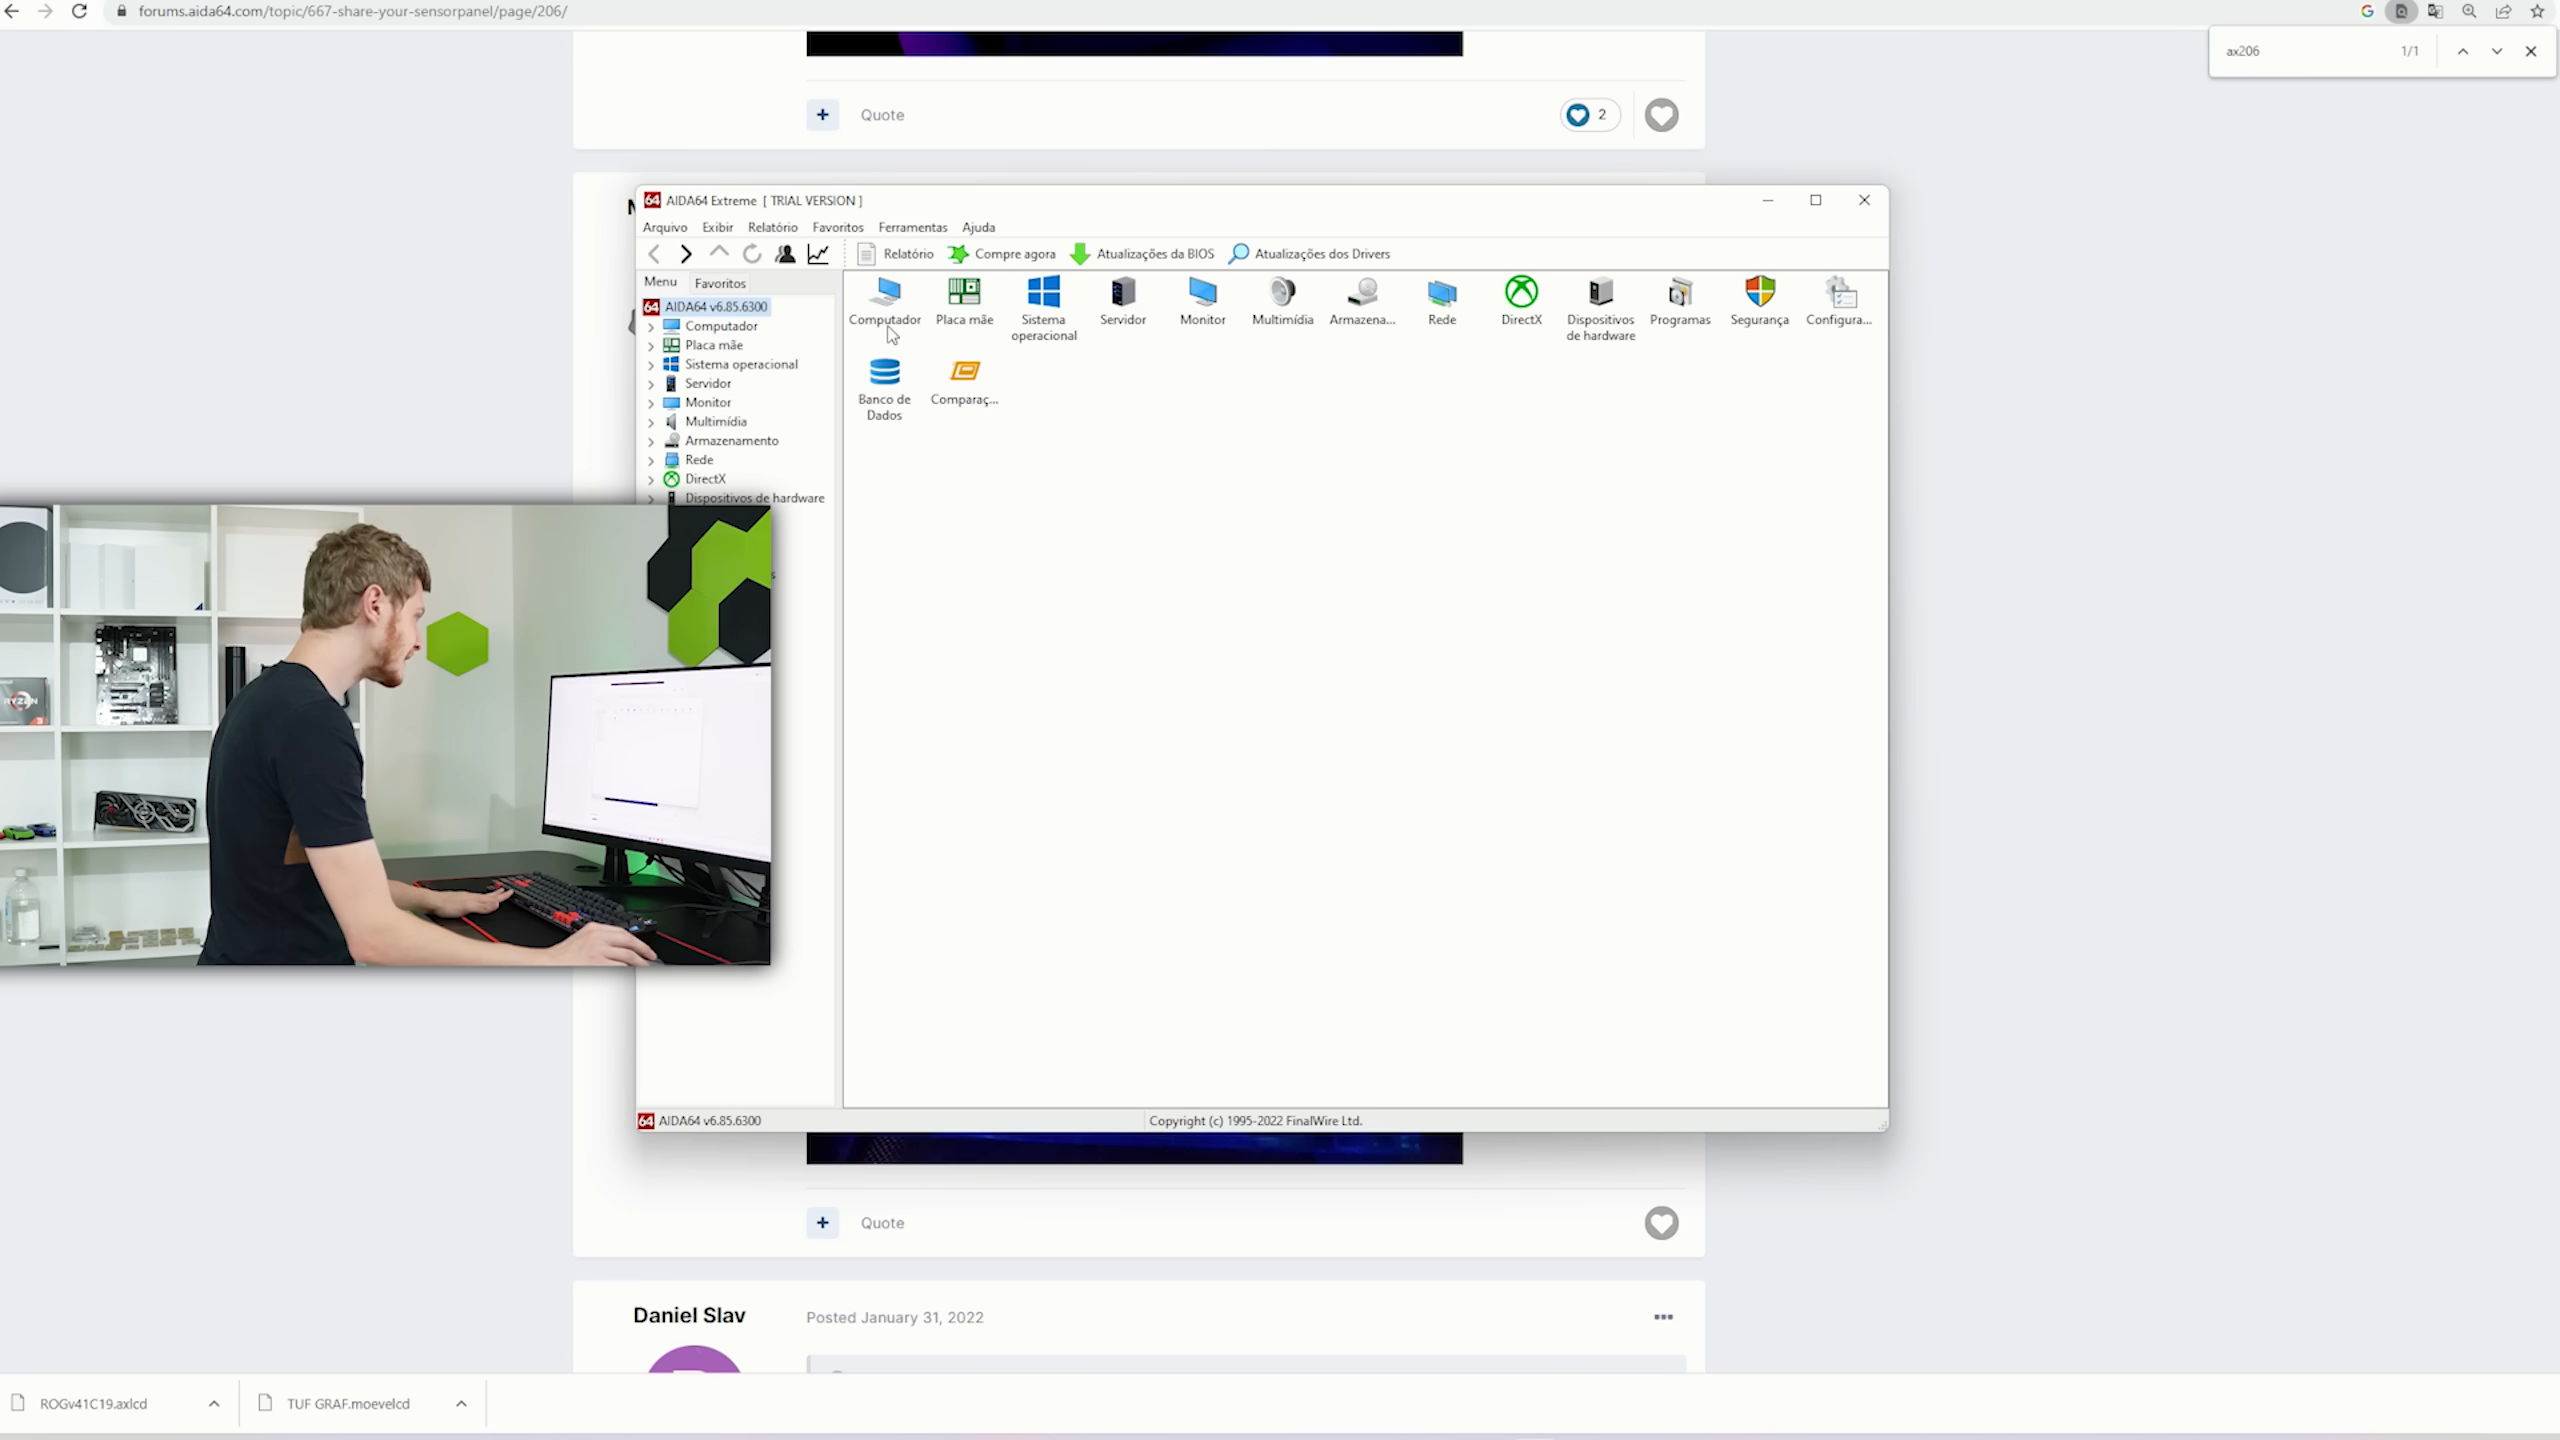 forums.aida64.com/topic/667-share-your-sensorpanel/page/206/
ax206 1/1
+ Quote 2
64 AIDA64 Extreme [ TRIAL VERSION ]
Arquivo Exibir Relatório Favoritos Ferramentas Ajuda
Relatório Compre agora Atualizações da BIOS Atualizações dos Drivers
Menu Favoritos
64 AIDA64 v6.85.6300
Computador
Placa mãe
Sistema operacional
Servidor
Monitor
Multimídia
Armazenamento
Rede
DirectX
Dispositivos de hardware
Computador
Placa mãe
Sistema operacional
Servidor
Monitor
Multimídia
Armazena...
Rede
DirectX
Dispositivos de hardware
Programas
Segurança
Configura...
Banco de Dados
Comparaç...
RYZEN
3
64 AIDA64 v6.85.6300
Copyright (c) 1995-2022 FinalWire Ltd.
+ Quote
Daniel Slav
Posted January 31, 2022
ROGv41C19.axlcd
TUF GRAF.moevelcd